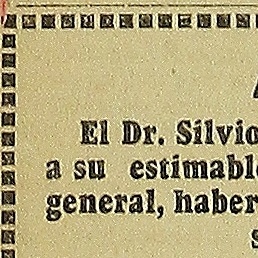 El Dr. Silvio
a su estimable
general, haber